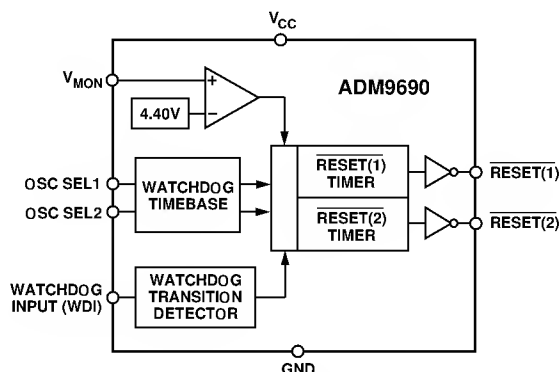 VCC
VMON
ADM9690
4.40V
+
−
OSC SEL1
OSC SEL2
WATCHDOG
TIMEBASE
RESET(1)
TIMER
RESET(2)
TIMER
RESET(1)
RESET(2)
WATCHDOG
INPUT (WDI)
WATCHDOG
TRANSITION
DETECTOR
GND